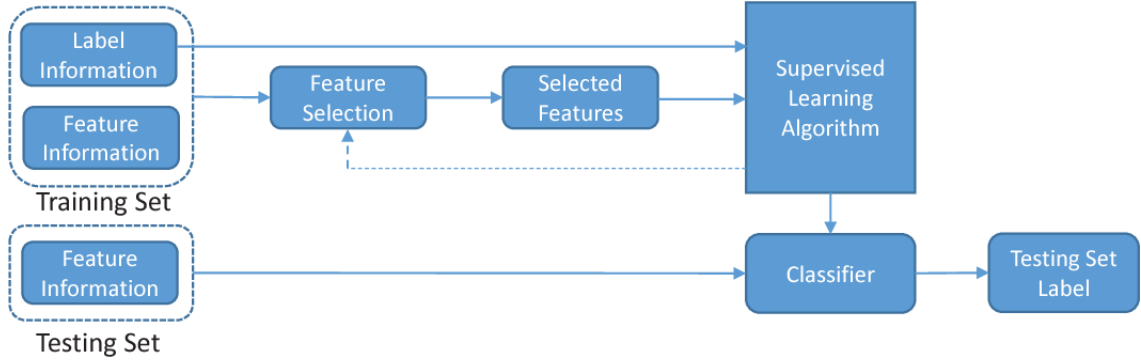 Label
Information
Feature
Information
Training Set
Feature
Selection
Selected
Features
Supervised
Learning
Algorithm
Feature
Information
Testing Set
Classifier
Testing Set
Label